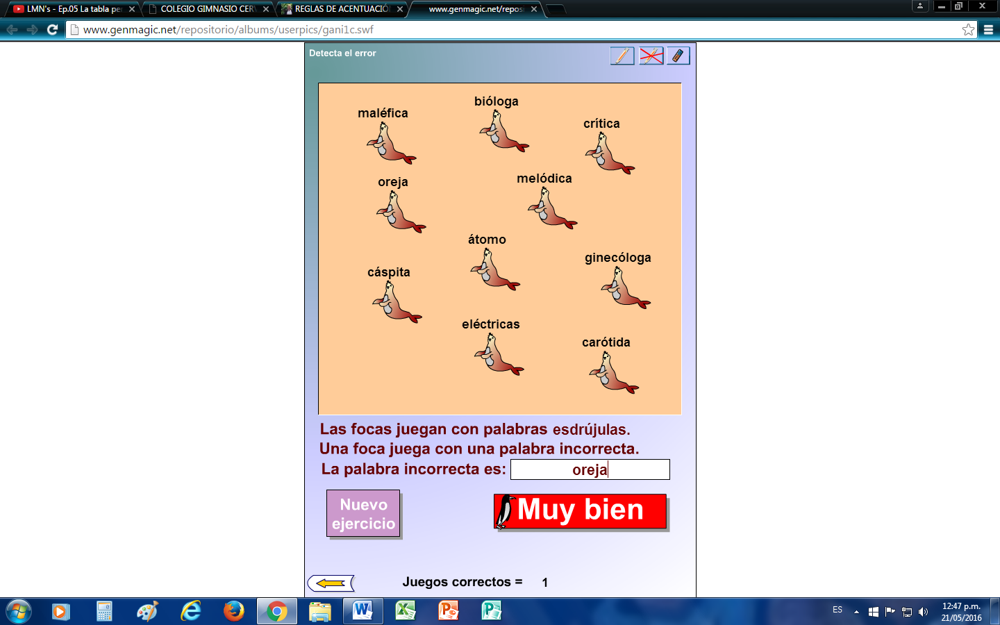 LMN's - Ep.05 La tabla pe
COLEGIO GIMNASIO CER
REGLAS DE ACENTUACIÓ
www.genmagic.net/reposi
www.genmagic.net/repositorio/albums/userpics/gani1c.swf
Detecta el error
bióloga
maléfica
crítica
melódica
oreja
átomo
ginecóloga
cáspita
eléctricas
carótida
Las focas juegan con palabras esdrújulas.
Una foca juega con una palabra incorrecta.
La palabra incorrecta es: oreja
Nuevo
ejercicio
Muy bien
Juegos correctos = 1
ES
12:47 p.m.
21/05/2016